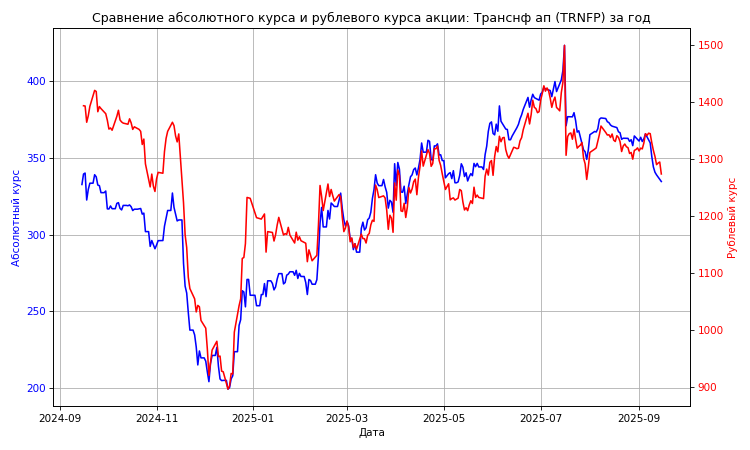 Сравнение абсолютного курса и рублевого курса акции: Транснф ап (TRNFP) за год
400
350
300
250
200
Абсолютный курс
1500
1400
1300
1200
1100
1000
900
Рублевый курс
2024-09 2024-11 2025-01 2025-03 2025-05 2025-07 2025-09
Дата